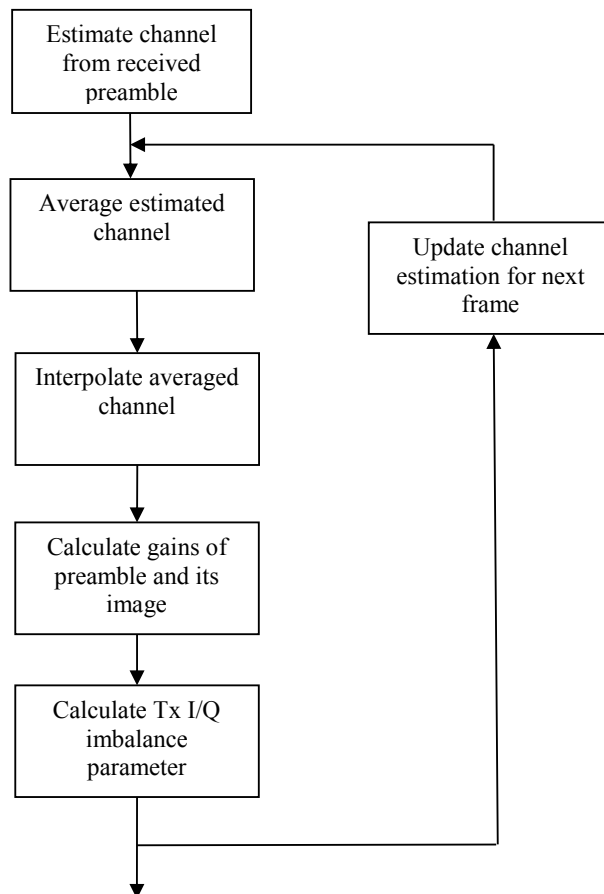 Estimate channel
from received
preamble
Average estimated
channel
Update channel
estimation for next
frame
Interpolate averaged
channel
Calculate gains of
preamble and its
image
Calculate Tx I/Q
imbalance
parameter